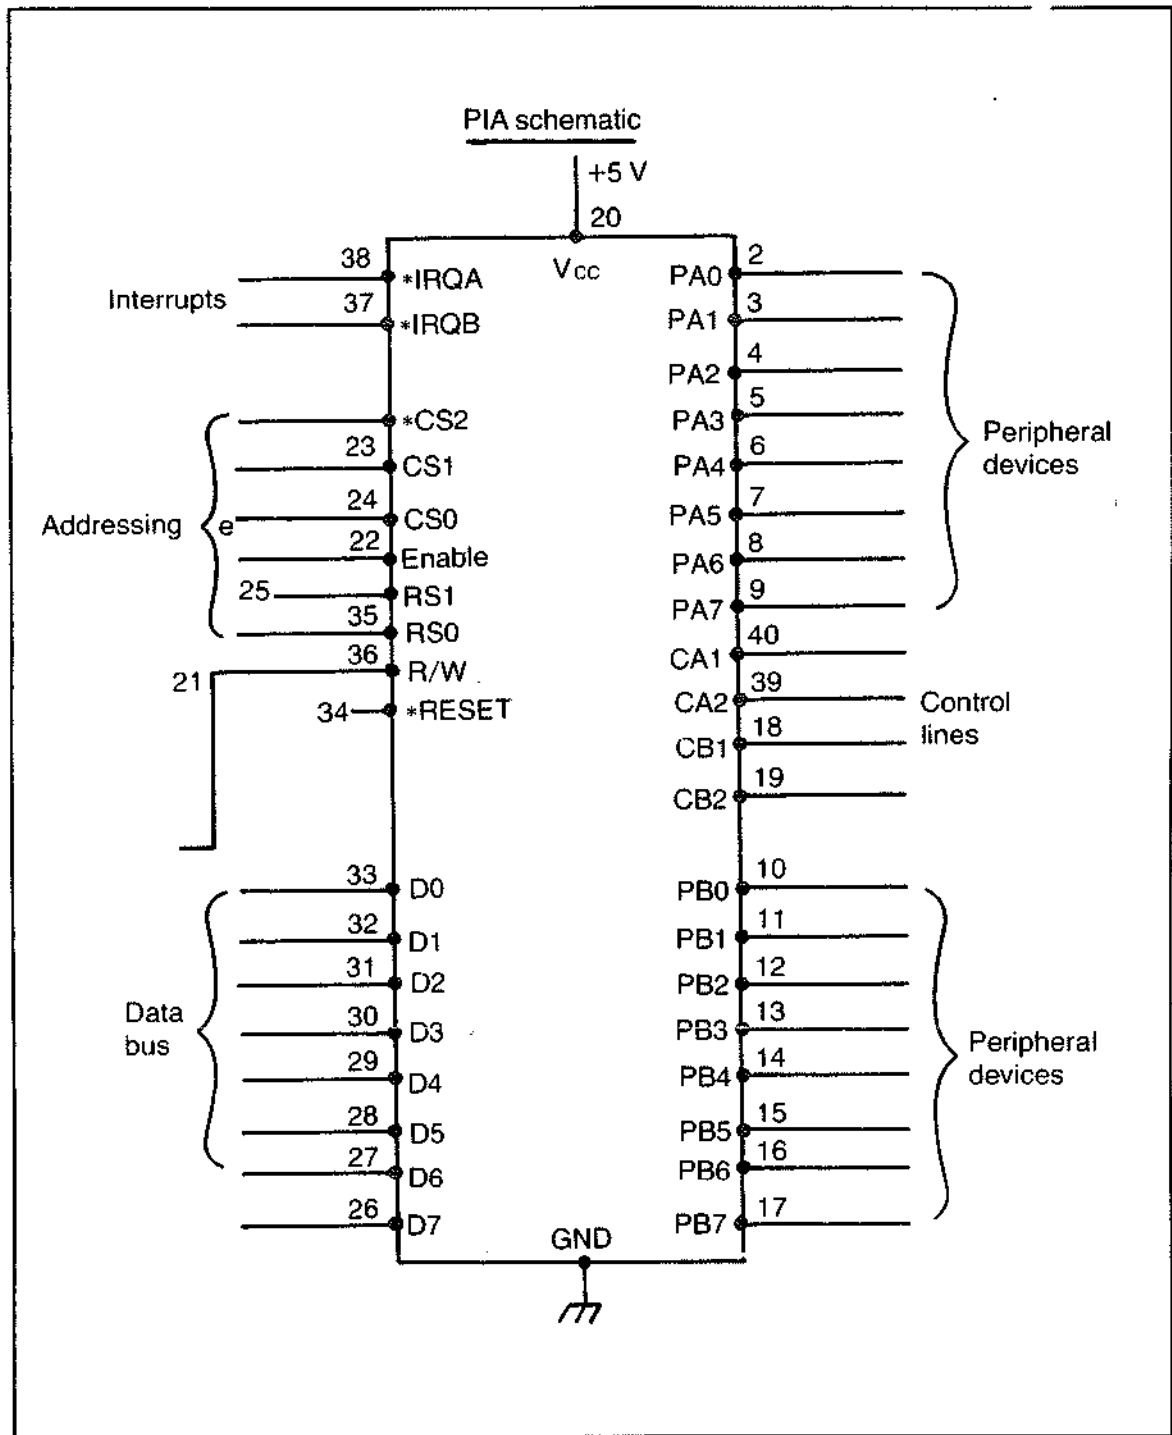 PIA schematic
+5 V
20
Vcc
38
*IRQA
Interrupts
37
*IRQB
*CS2
23
CS1
24
CS0
Addressing
e
22
Enable
25
RS1
35
RS0
36
R/W
21
34
*RESET
33
D0
32
D1
31
D2
Data
bus
30
D3
29
D4
28
D5
27
D6
26
D7
GND
PA0
2
PA1
3
PA2
4
PA3
5
Peripheral
devices
PA4
6
PA5
7
PA6
8
PA7
9
CA1
40
CA2
39
Control
lines
CB1
18
CB2
19
PB0
10
PB1
11
PB2
12
PB3
13
Peripheral
devices
PB4
14
PB5
15
PB6
16
PB7
17